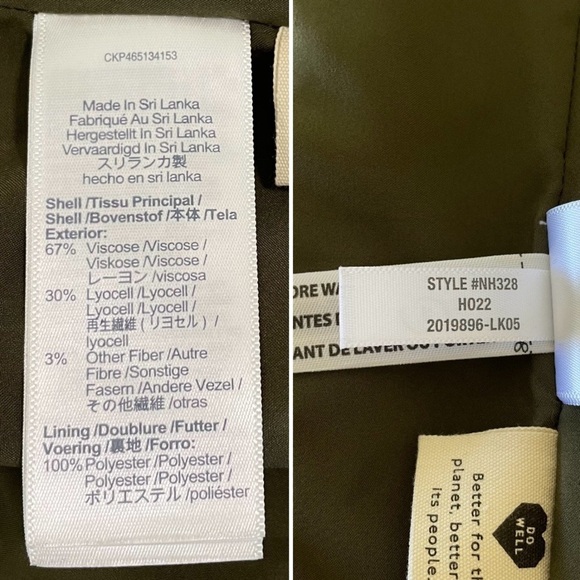 CKP465134153
Made In Sri Lanka
Fabriqué Au Sri Lanka
Hergestellt In Sri Lanka
Vervaardigd In Sri Lanka
スリランカ製
hecho en sri lanka
Shell /Tissu Principal /
Shell /Bovenstof /本体 /Tela
Exterior:
67% Viscose /Viscose /
Viskose /Viscose /
レーヨン /viscosa
30% Lyocell /Lyocell /
Lyocell /Lyocell /
再生繊維 ( リヨセル ) /
lyocell
3% Other Fiber /Autre
Fibre /Sonstige
Fasern /Andere Vezel /
その他繊維 /otras
Lining /Doublure /Futter /
Voering /裏地 /Forro:
100% Polyester /Polyester /
Polyester /Polyester /
ポリエステル /poliéster
STYLE #NH328
HO22
2019896-LK05
ANT DE LAVER OU
Better for th
planet, better
its people
DO
WELL